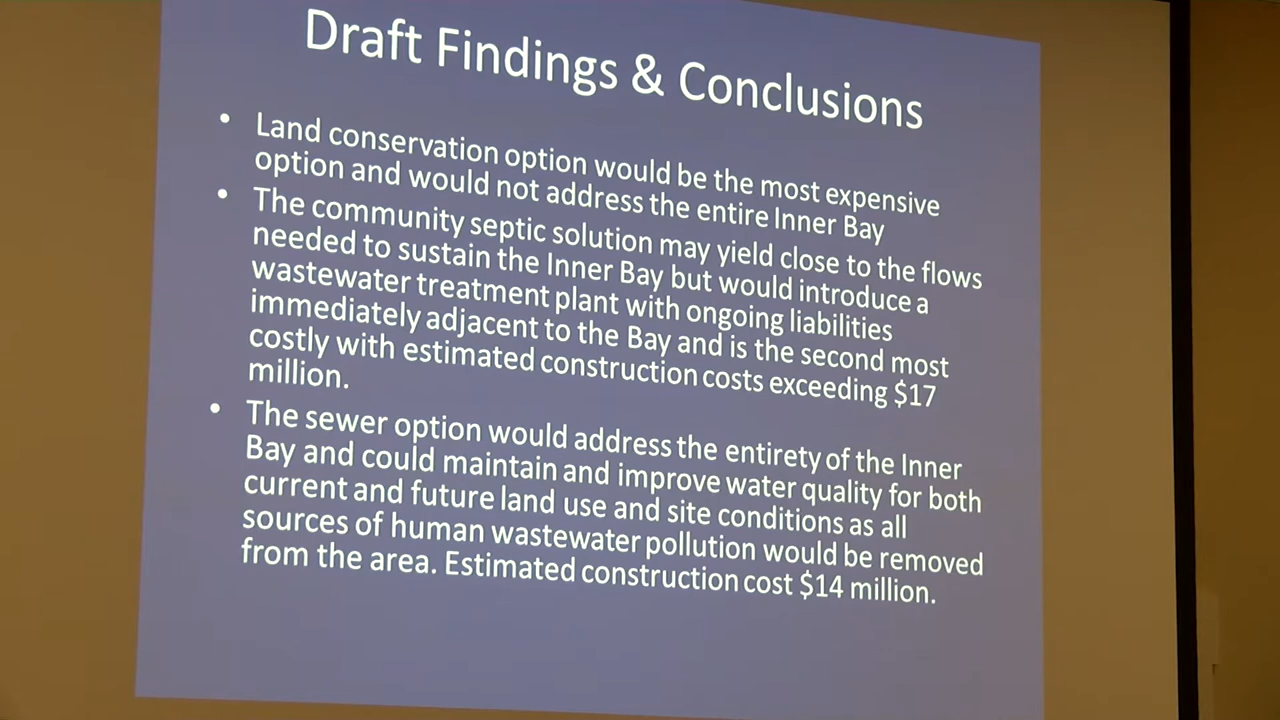 Draft Findings & Conclusions
• Land conservation option would be the most expensive
option and would not address the entire Inner Bay
• The community septic solution may yield close to the flows
needed to sustain the Inner Bay but would introduce a
wastewater treatment plant with ongoing liabilities
immediately adjacent to the Bay and is the second most
costly with estimated construction costs exceeding $17
million.
• The sewer option would address the entirety of the Inner
Bay and could maintain and improve water quality for both
current and future land use and site conditions as all
sources of human wastewater pollution would be removed
from the area. Estimated construction cost $14 million.